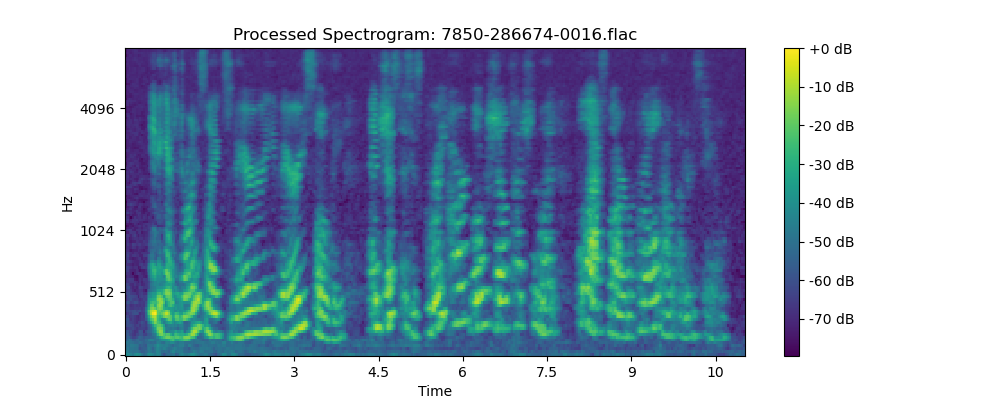 Processed Spectrogram: 7850-286674-0016.flac
Hz
4096
2048
1024
512
0
0 1.5 3 4.5 6 7.5 9 10
Time
+0 dB
-10 dB
-20 dB
-30 dB
-40 dB
-50 dB
-60 dB
-70 dB